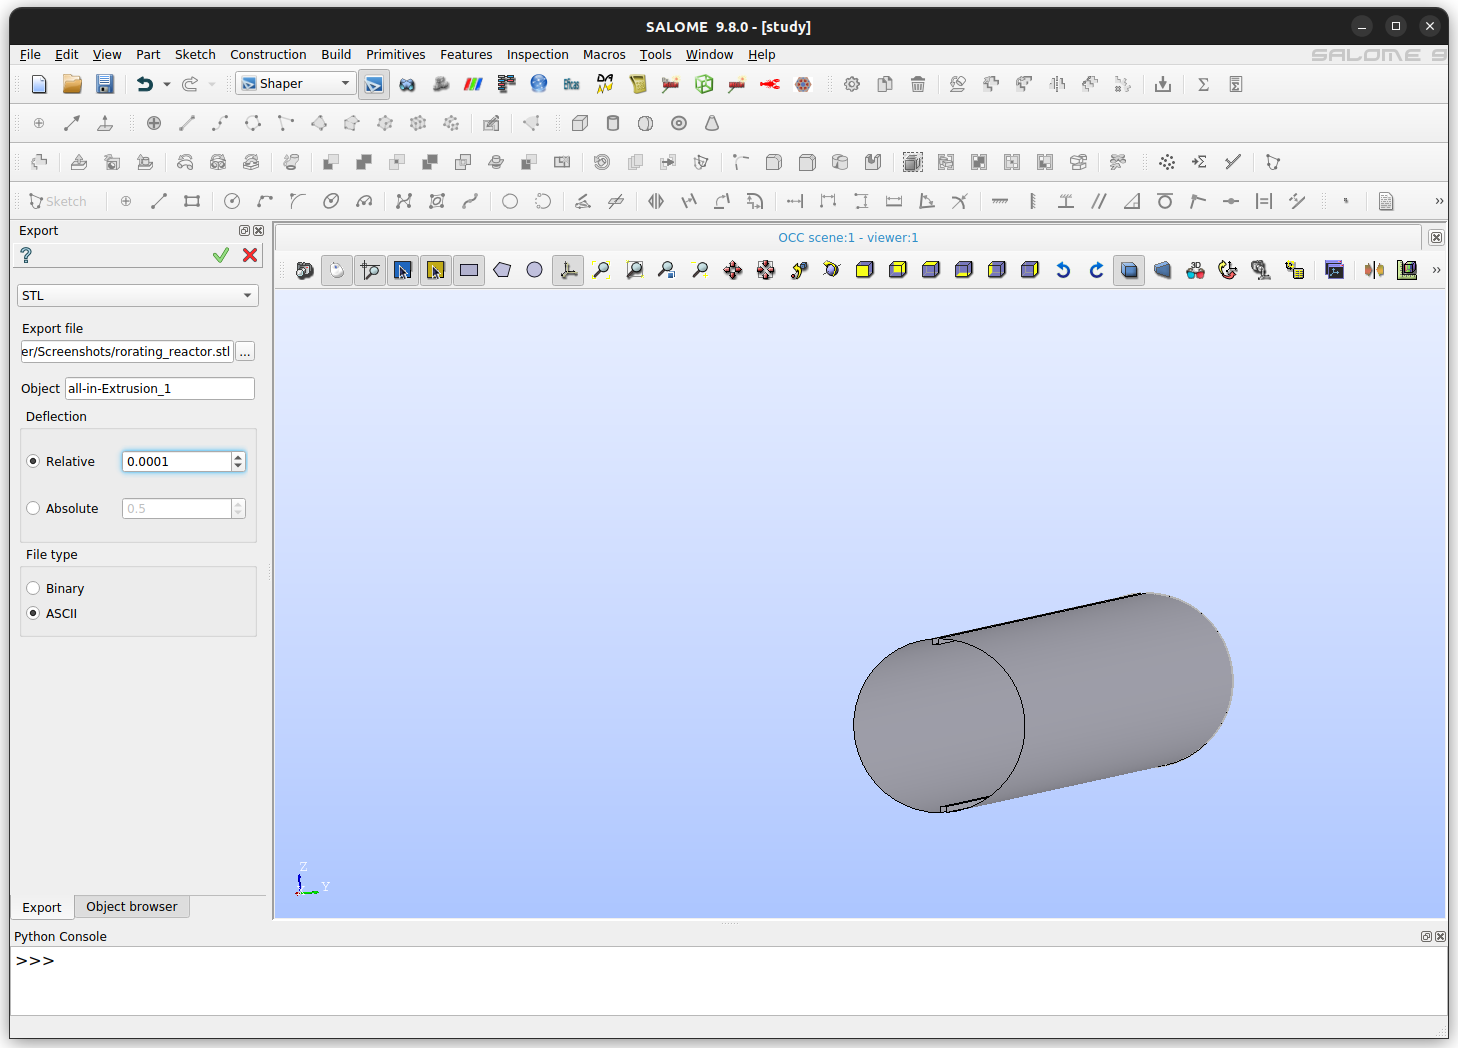 SALOME 9.8.0 - [study]
File Edit View Part Sketch Construction Build Primitives Features Inspection Macros Tools Window Help
SALOME 9
Shaper
Eficas
Sketch
»
Export
OCC scene:1 - viewer:1
?
3D
»
STL
Export file
er/Screenshots/rorating_reactor.stl ...
Object all-in-Extrusion_1
Deflection
Relative 0.0001
Absolute 0.5
File type
Binary
ASCII
Z
Y
Export Object browser
Python Console
>>>